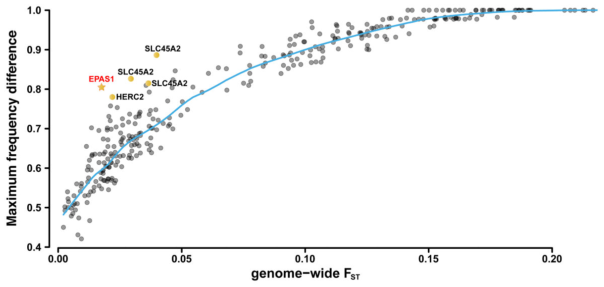 Maximum frequency difference
1.0
0.9
0.8
0.7
0.6
0.5
0.4
SLC45A2
SLC45A2
SLC45A2
EPAS1
HERC2
0.00
0.05
0.10
0.15
0.20
genome-wide FST